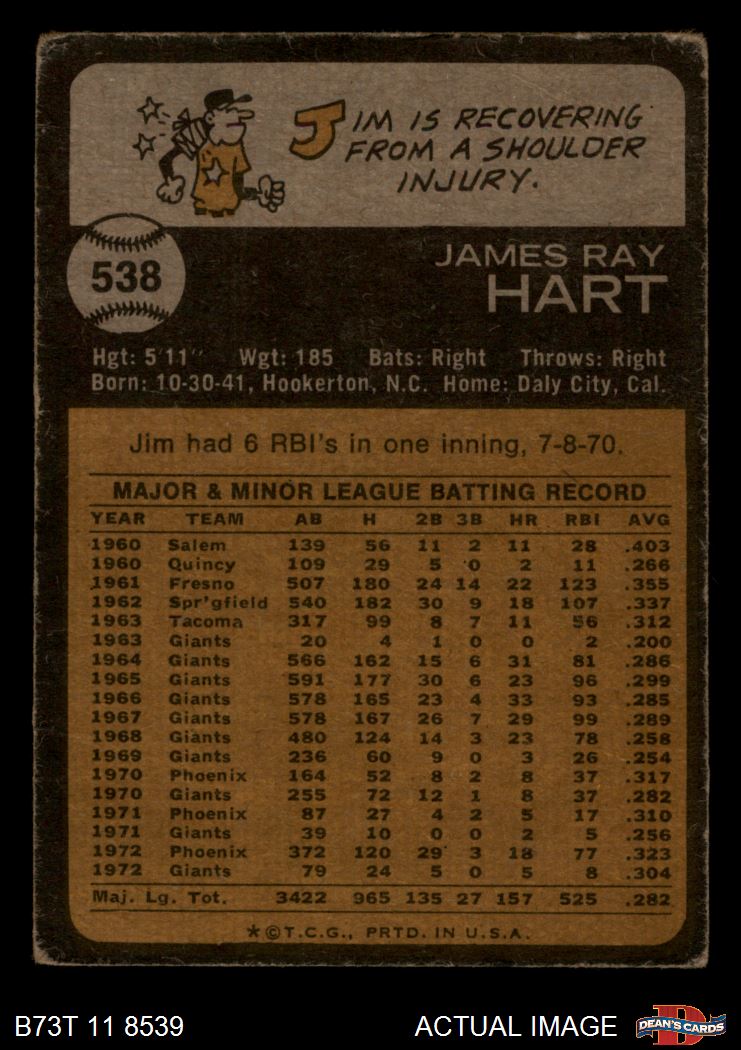 JIM IS RECOVERING
FROM A SHOULDER
INJURY.
538
JAMES RAY
HART
Hgt: 5'11" Wgt: 185 Bats: Right Throws: Right
Born: 10-30-41, Hookerton, N.C. Home: Daly City, Cal.
Jim had 6 RBI's in one inning, 7-8-70.
MAJOR & MINOR LEAGUE BATTING RECORD
YEAR TEAM AB H 2B 3B HR RBI AVG
1960 Salem 139 56 11 2 11 28 .403
1960 Quincy 109 29 5 0 2 11 .266
1961 Fresno 507 180 24 14 22 123 .355
1962 Spr'gfield 540 182 30 9 18 107 .337
1963 Tacoma 317 99 8 7 11 56 .312
1963 Giants 20 4 1 0 0 2 .200
1964 Giants 566 162 15 6 31 81 .286
1965 Giants 591 177 30 6 23 96 .299
1966 Giants 578 165 23 4 33 93 .285
1967 Giants 578 167 26 7 29 99 .289
1968 Giants 480 124 14 3 23 78 .258
1969 Giants 236 60 9 0 3 26 .254
1970 Phoenix 164 52 8 2 8 37 .317
1970 Giants 255 72 12 1 8 37 .282
1971 Phoenix 87 27 4 2 5 17 .310
1971 Giants 39 10 0 0 2 5 .256
1972 Phoenix 372 120 29 3 18 77 .323
1972 Giants 79 24 5 0 5 8 .304
Maj. Lg. Tot. 3422 965 135 27 157 525 .282
*©T.C.G., PRTD. IN U.S.A.
B73T 11 8539 ACTUAL IMAGE DEAN'S CARDS